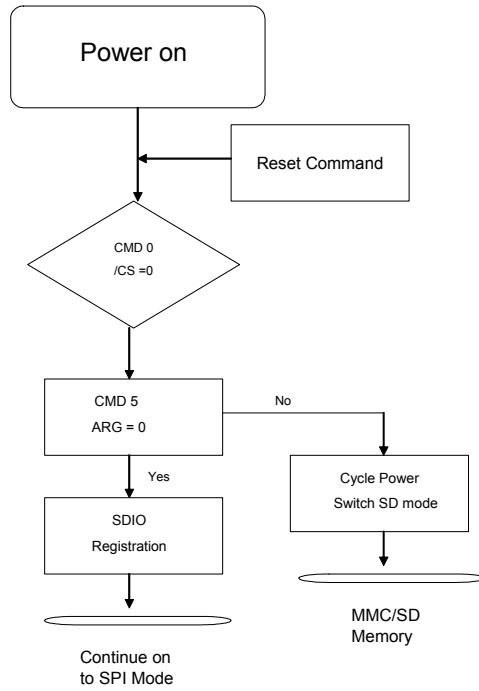 Power on
Reset Command
CMD 0
/CS =0
CMD 5
ARG = 0
No
Yes
Cycle Power
Switch SD mode
SDIO
Registration
MMC/SD
Memory
Continue on
to SPI Mode